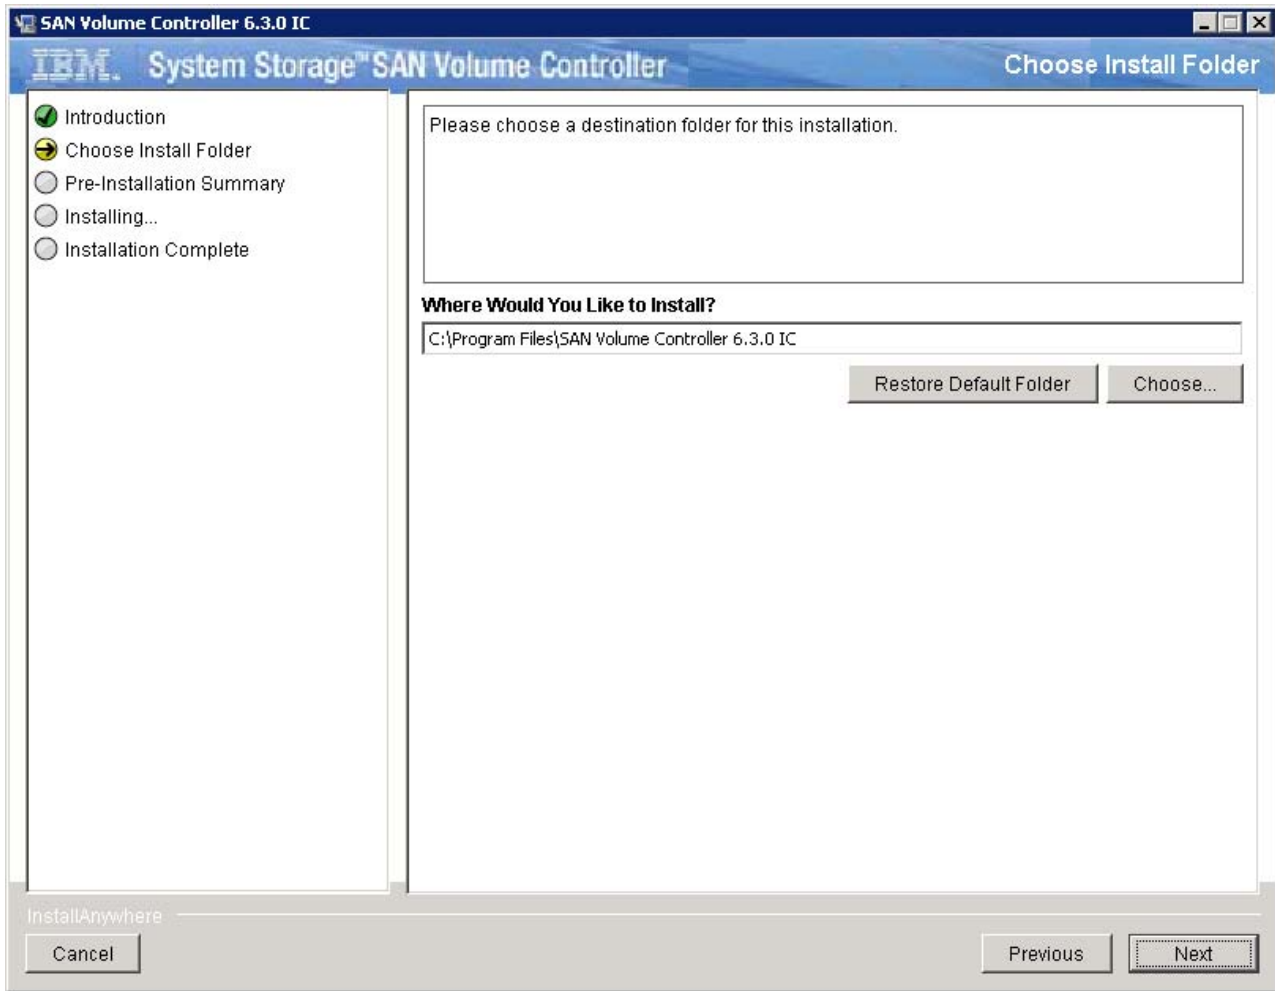 SAN Volume Controller 6.3.0 IC
IBM. System Storage™ SAN Volume Controller
Choose Install Folder
Introduction
Choose Install Folder
Pre-Installation Summary
Installing...
Installation Complete
Please choose a destination folder for this installation.
Where Would You Like to Install?
C:\Program Files\SAN Volume Controller 6.3.0 IC
Restore Default Folder
Choose...
InstallAnywhere
Cancel
Previous
Next